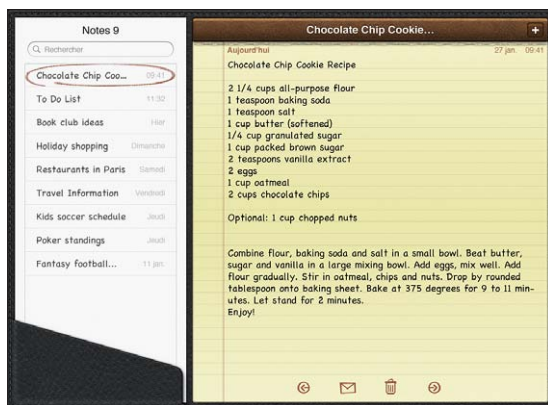 Notes 9
Rechercher
Chocolate Chip Coo... 09:41
To Do List 11:32
Book club ideas Hier
Holiday shopping Dimanche
Restaurants in Paris Samedi
Travel Information Vendredi
Kids soccer schedule Jeudi
Poker standings Jeudi
Fantasy football... 11 jan.
Chocolate Chip Cookie... +
Aujourd'hui 27 jan. 09:41
Chocolate Chip Cookie Recipe
2 1/4 cups all-purpose flour
1 teaspoon baking soda
1 teaspoon salt
1 cup butter (softened)
1/4 cup granulated sugar
1 cup packed brown sugar
2 teaspoons vanilla extract
2 eggs
1 cup oatmeal
2 cups chocolate chips
Optional: 1 cup chopped nuts
Combine flour, baking soda and salt in a small bowl. Beat butter,
sugar and vanilla in a large mixing bowl. Add eggs, mix well. Add
flour gradually. Stir in oatmeal, chips and nuts. Drop by rounded
tablespoon onto baking sheet. Bake at 375 degrees for 9 to 11 min-
utes. Let stand for 2 minutes.
Enjoy!